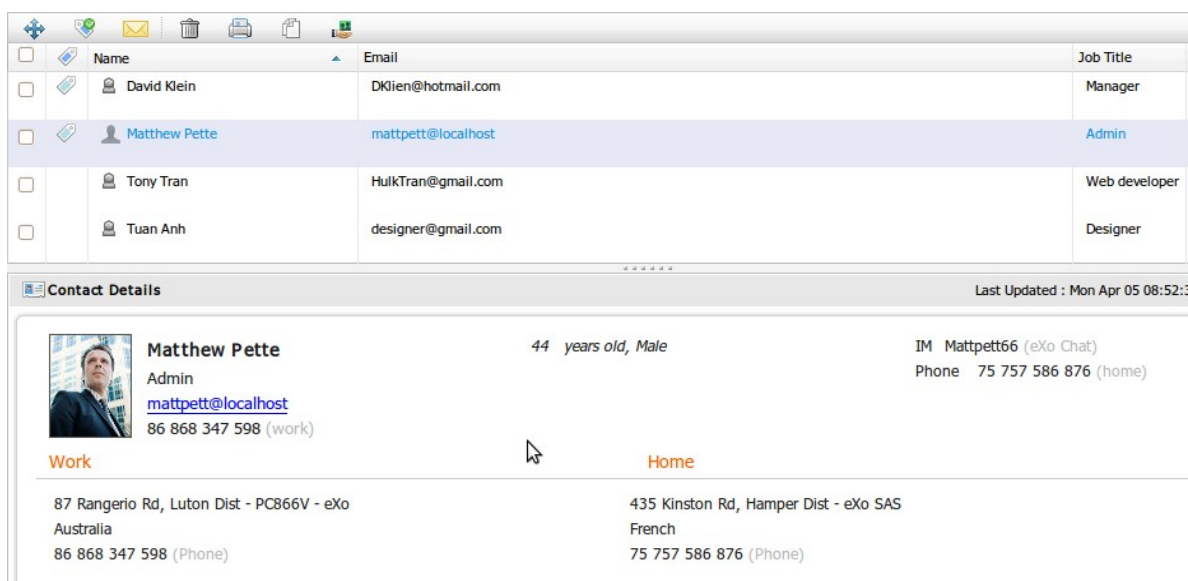 Name Email Job Title
David Klein DKlien@hotmail.com Manager
Matthew Pette mattpett@localhost Admin
Tony Tran HulkTran@gmail.com Web developer
Tuan Anh designer@gmail.com Designer
Contact Details Last Updated : Mon Apr 05 08:52:
Matthew Pette 44 years old, Male IM Mattpett66 (eXo Chat)
Admin Phone 75 757 586 876 (home)
mattpett@localhost
86 868 347 598 (work)
Work Home
87 Rangerio Rd, Luton Dist - PC866V - eXo 435 Kinston Rd, Hamper Dist - eXo SAS
Australia French
86 868 347 598 (Phone) 75 757 586 876 (Phone)